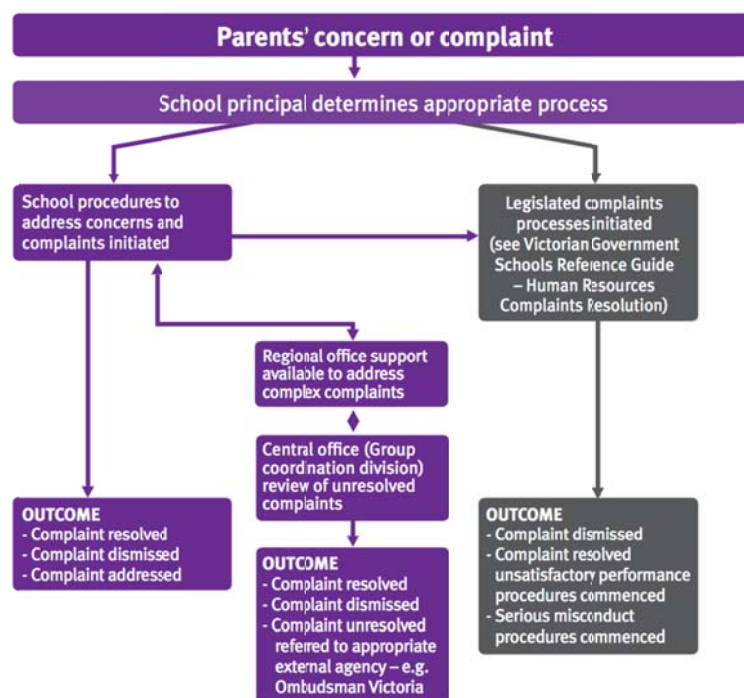 Parents' concern or complaint
School principal determines appropriate process
School procedures to
address concerns and
complaints initiated
Legislated complaints
processes initiated
(see Victorian Government
Schools Reference Guide
– Human Resources
Complaints Resolution)
Regional office support
available to address
complex complaints
Central office (Group
coordination division)
review of unresolved
complaints
OUTCOME
- Complaint resolved
- Complaint dismissed
- Complaint addressed
OUTCOME
- Complaint resolved
- Complaint dismissed
- Complaint unresolved
referred to appropriate
external agency – e.g.
Ombudsman Victoria
OUTCOME
- Complaint dismissed
- Complaint resolved
unsatisfactory performance
procedures commenced
- Serious misconduct
procedures commenced